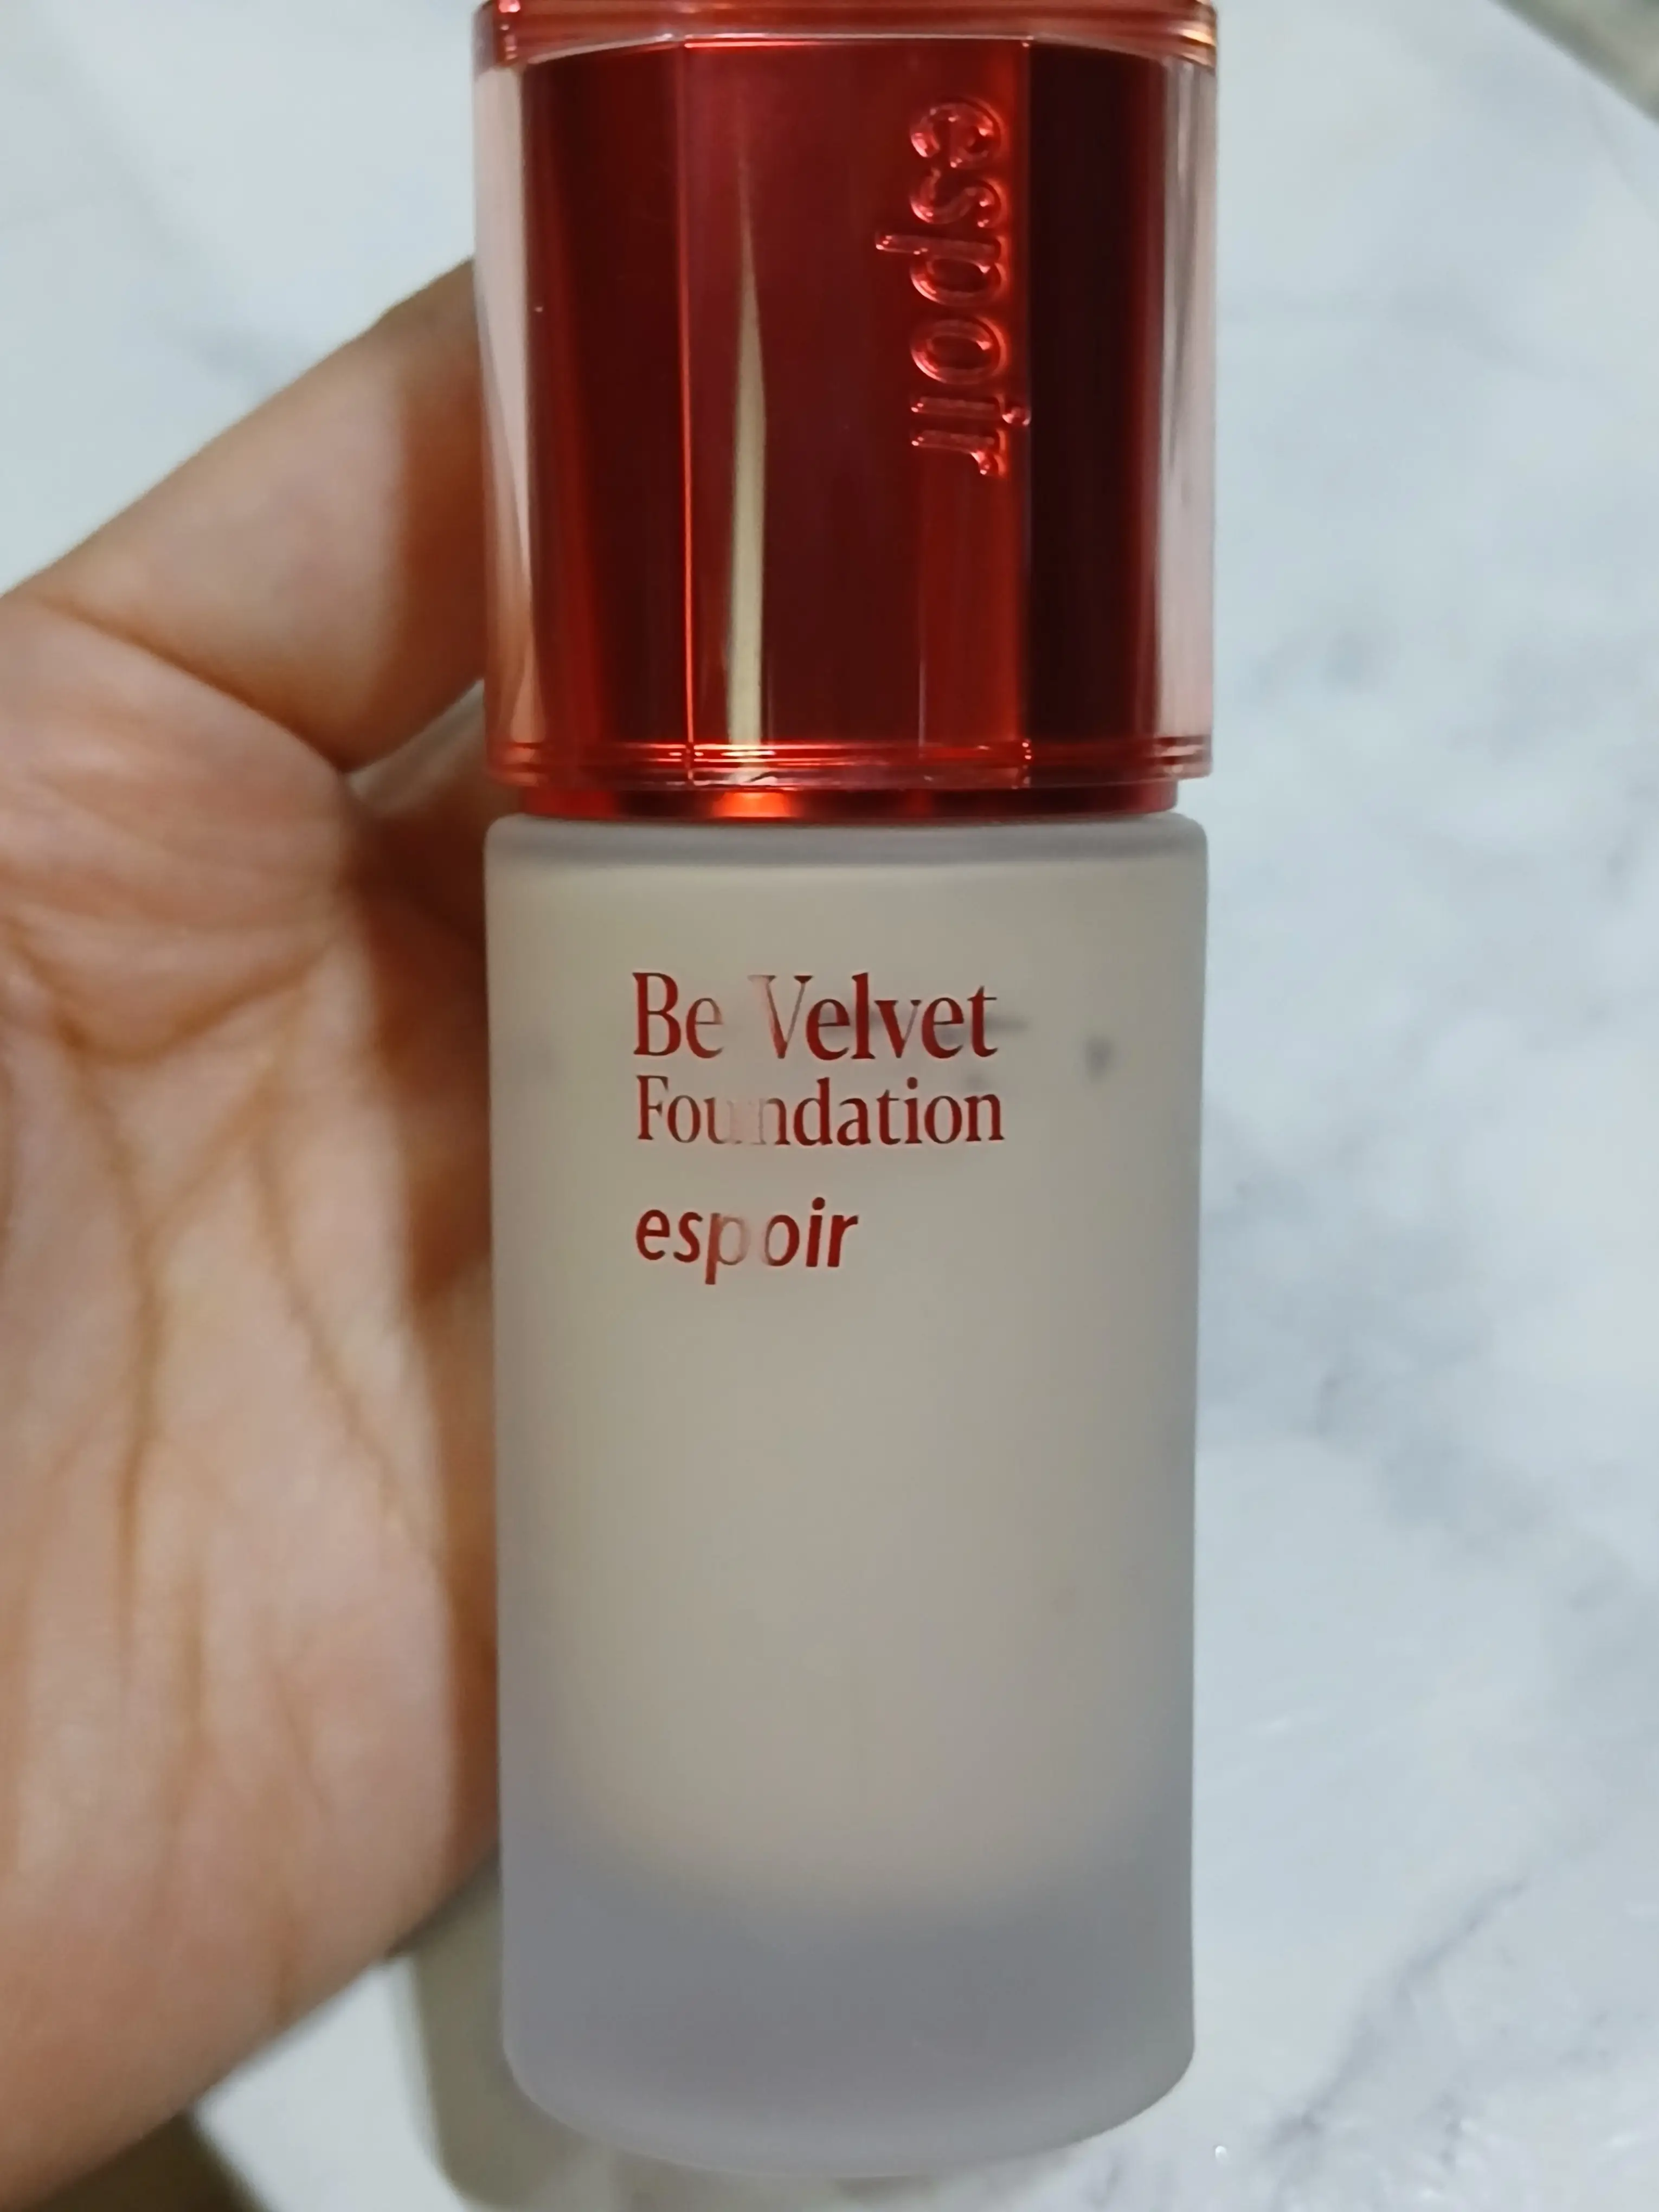 espoir
Be Velvet
Foundation
espoir